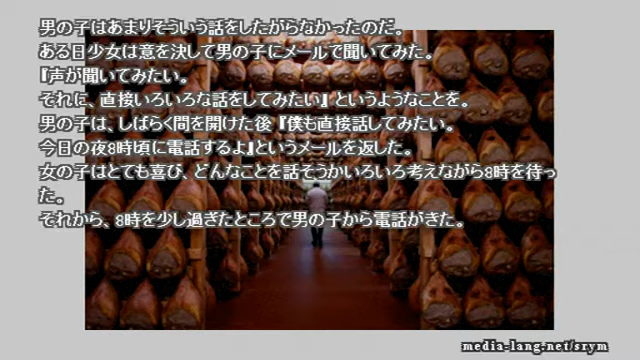 男の子はあまりそういう話をしたがらなかったのだ。
ある日少女は意を決して男の子にメールで聞いてみた。
『声が聞いてみたい。
それに、直接いろいろな話をしてみたい』というようなことを。
男の子は、しばらく間を開けた後『僕も直接話してみたい。
今日の夜8時頃に電話するよ』というメールを返した。
女の子はとても喜び、どんなことを話そうかいろいろ考えながら8時を待っ
た。
それから、8時を少し過ぎたところで男の子から電話がきた。
media-lang-net/srym